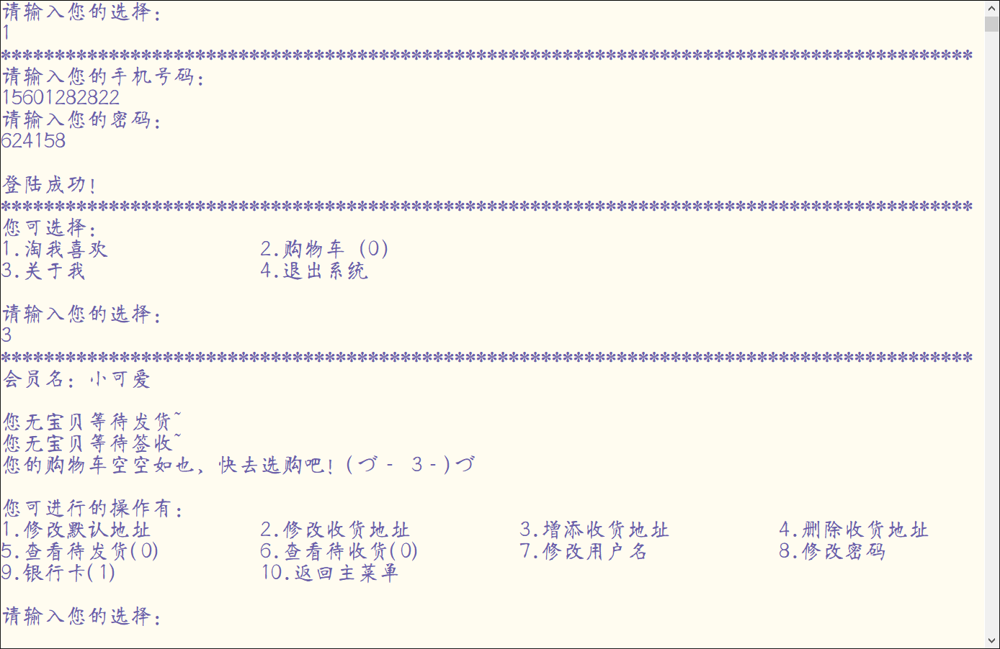 请输入您的选择：
1
******************************************************************************************
请输入您的手机号码：
15601282822
请输入您的密码：
624158
登陆成功！
******************************************************************************************
您可选择：
1.淘我喜欢 2.购物车 (0)
3.关于我 4.退出系统
请输入您的选择：
3
******************************************************************************************
会员名：小可爱
您无宝贝等待发货~
您无宝贝等待签收~
您的购物车空空如也，快去选购吧！(づ - 3 -)づ
您可进行的操作有：
1.修改默认地址 2.修改收货地址 3.增添收货地址 4.删除收货地址
5.查看待发货(0) 6.查看待收货(0) 7.修改用户名 8.修改密码
9.银行卡(1) 10.返回主菜单
请输入您的选择：